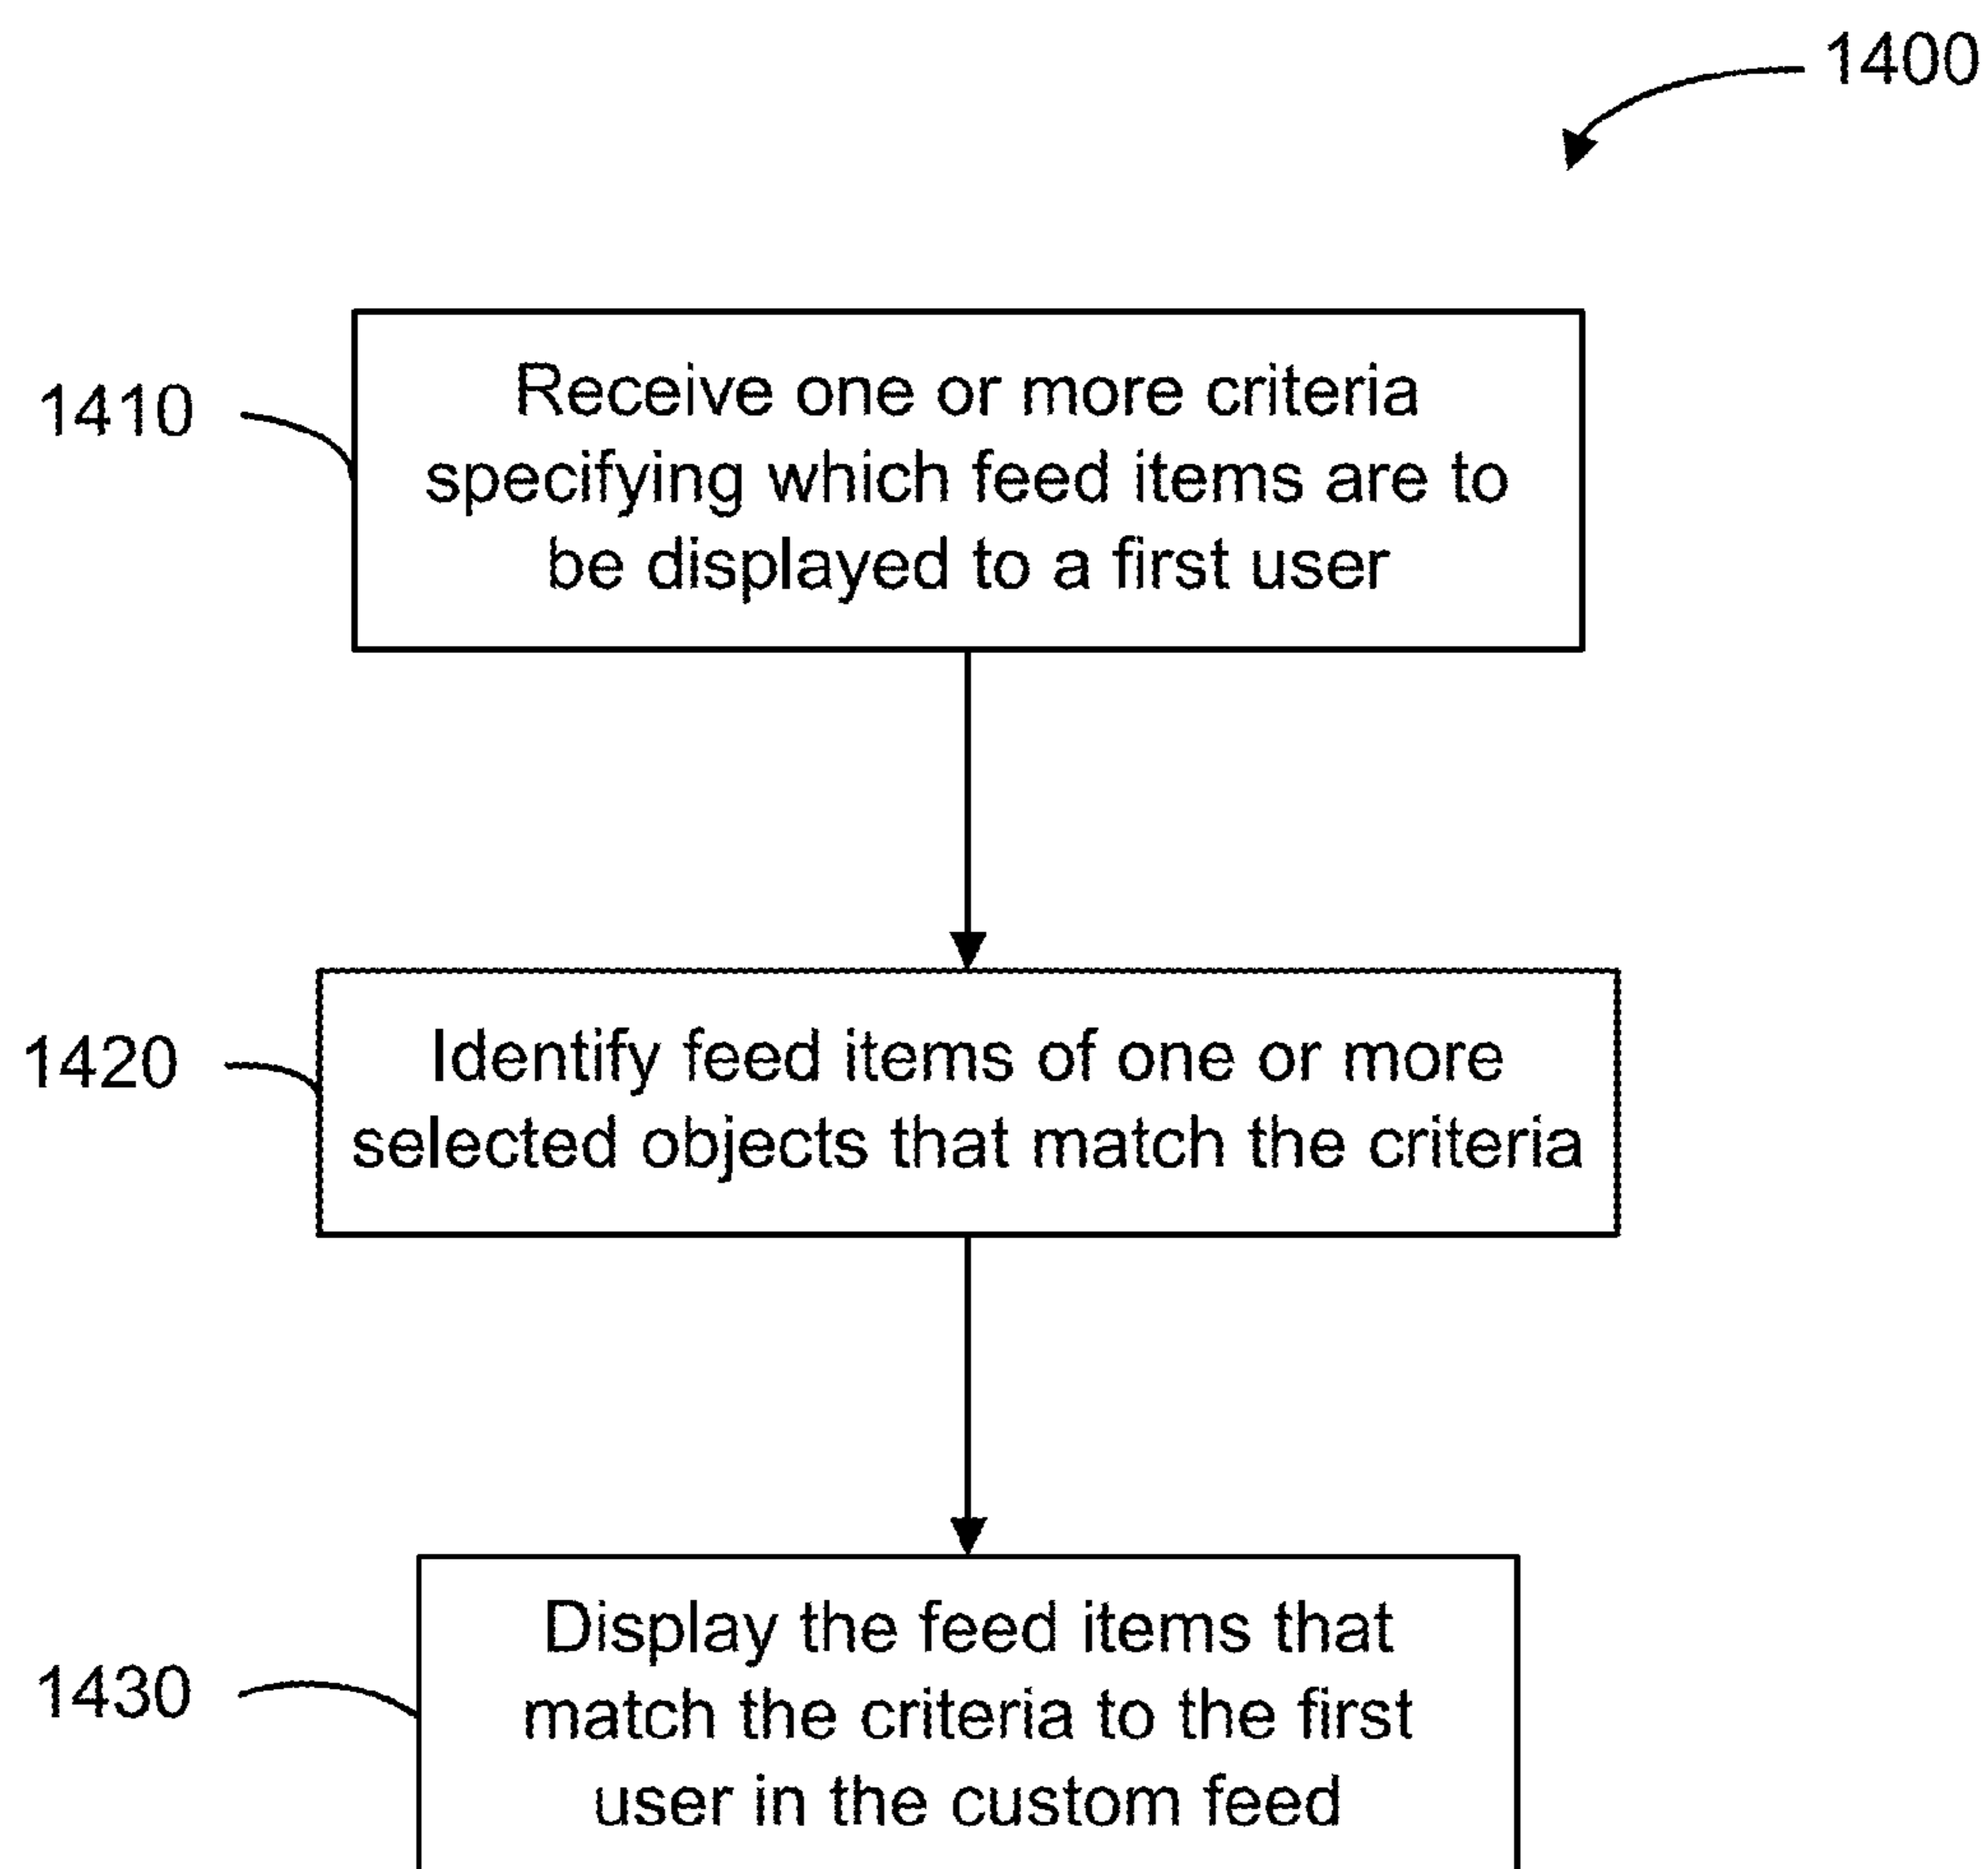 1400
1410
Receive one or more criteria
specifying which feed items are to
be displayed to a first user
1420
Identify feed items of one or more
selected objects that match the criteria
1430
Display the feed items that
match the criteria to the first
user in the custom feed